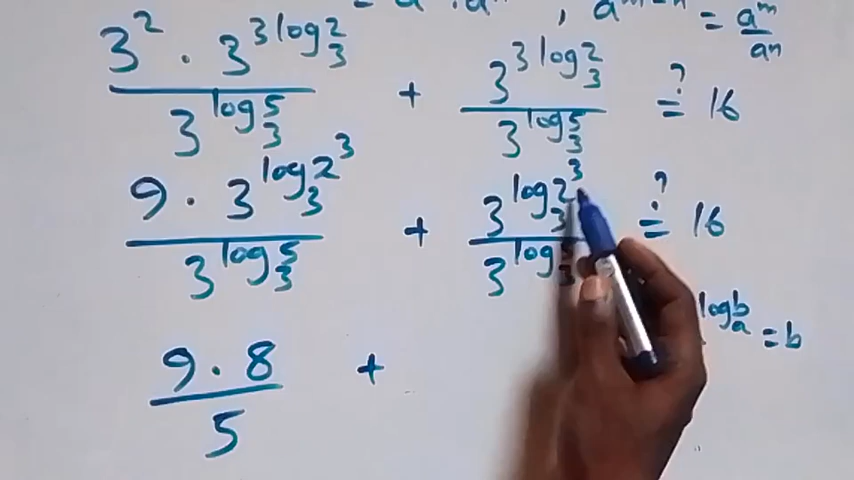 = a · aⁿ , a^(m-n) = a^m/a^n
(3^2 · 3^(3 log_3 2))/(3^(log_3 5)) + (3^(3 log_3 2))/(3^(log_3 5)) ≟ 16
(9 · 3^(log_3 2^3))/(3^(log_3 5)) + (3^(log_3 2^3))/(3^(log_3 5)) ≟ 16
log_a b = b
(9 · 8)/5 +